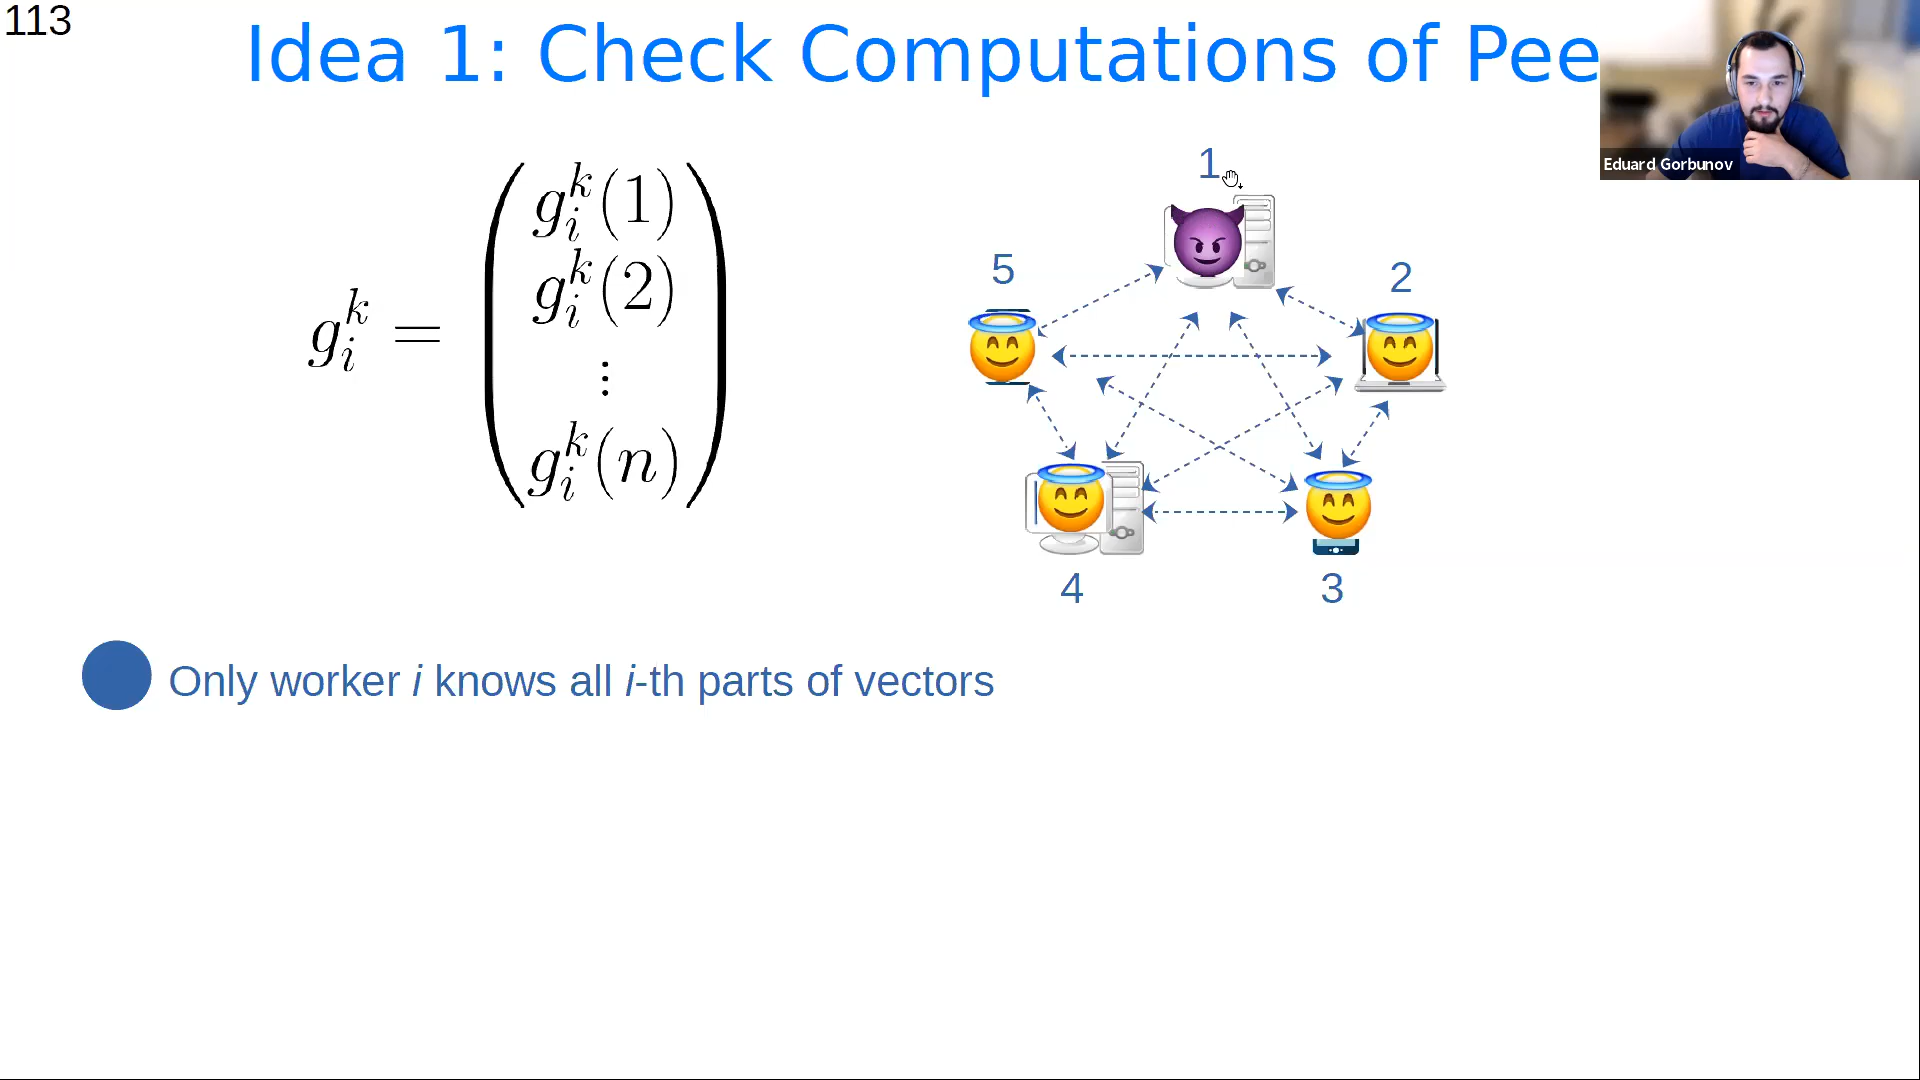 113
Idea 1: Check Computations of Pee
Eduard Gorbunov
g_i^k = ( g_i^k(1)
g_i^k(2)
⋮
g_i^k(n) )
1
5
2
4
3
Only worker i knows all i-th parts of vectors